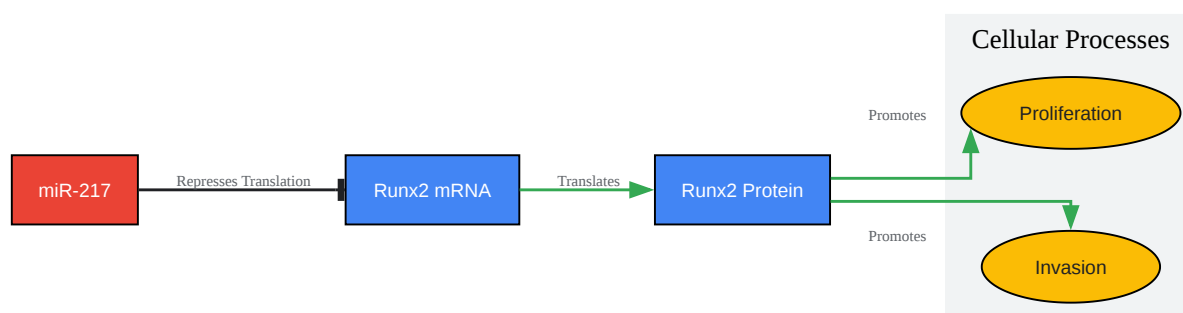 Cellular Processes
Promotes
Proliferation
miR-217
Represses Translation
Runx2 mRNA
Translates
Runx2 Protein
Promotes
Invasion